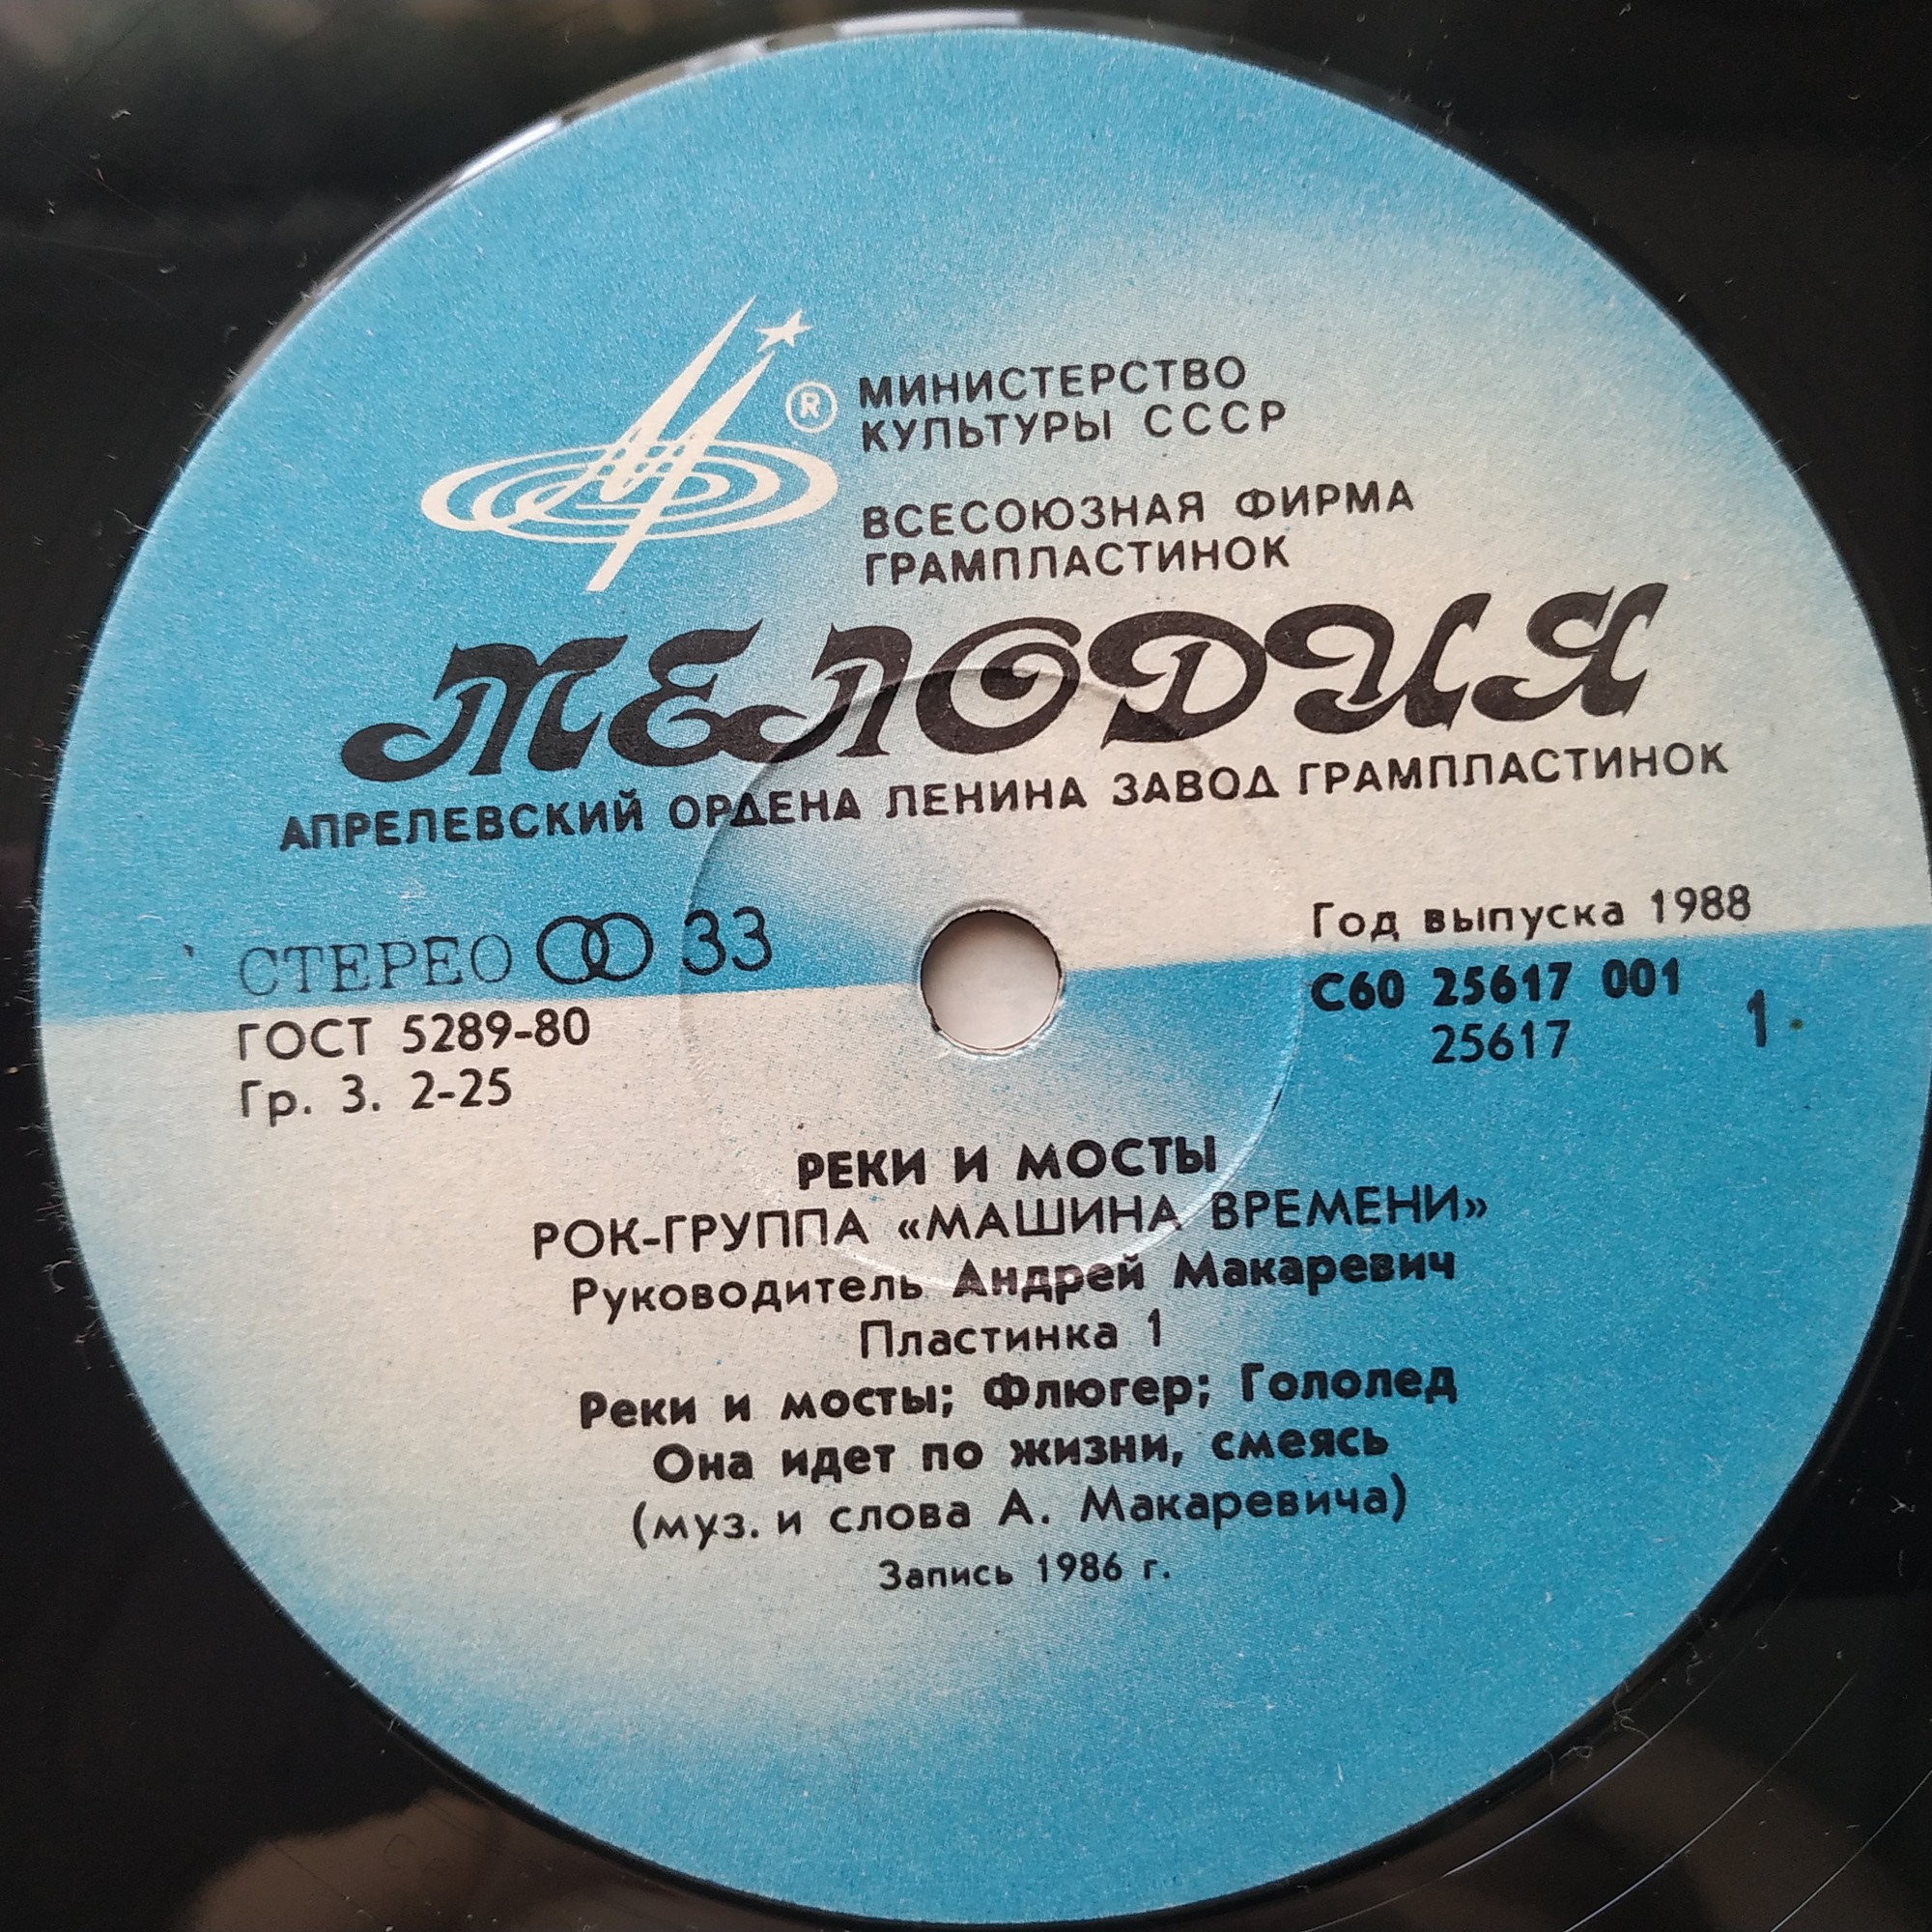 ®
МИНИСТЕРСТВО
КУЛЬТУРЫ СССР
ВСЕСОЮЗНАЯ ФИРМА
ГРАМПЛАСТИНОК
МЕЛОДИЯ
АПРЕЛЕВСКИЙ ОРДЕНА ЛЕНИНА ЗАВОД ГРАМПЛАСТИНОК
СТЕРЕО 33
ГОСТ 5289-80
Гр. 3. 2-25
Год выпуска 1988
С60 25617 001
25617
1
РЕКИ И МОСТЫ
РОК-ГРУППА «МАШИНА ВРЕМЕНИ»
Руководитель Андрей Макаревич
Пластинка 1
Реки и мосты; Флюгер; Гололед
Она идет по жизни, смеясь
(муз. и слова А. Макаревича)
Запись 1986 г.